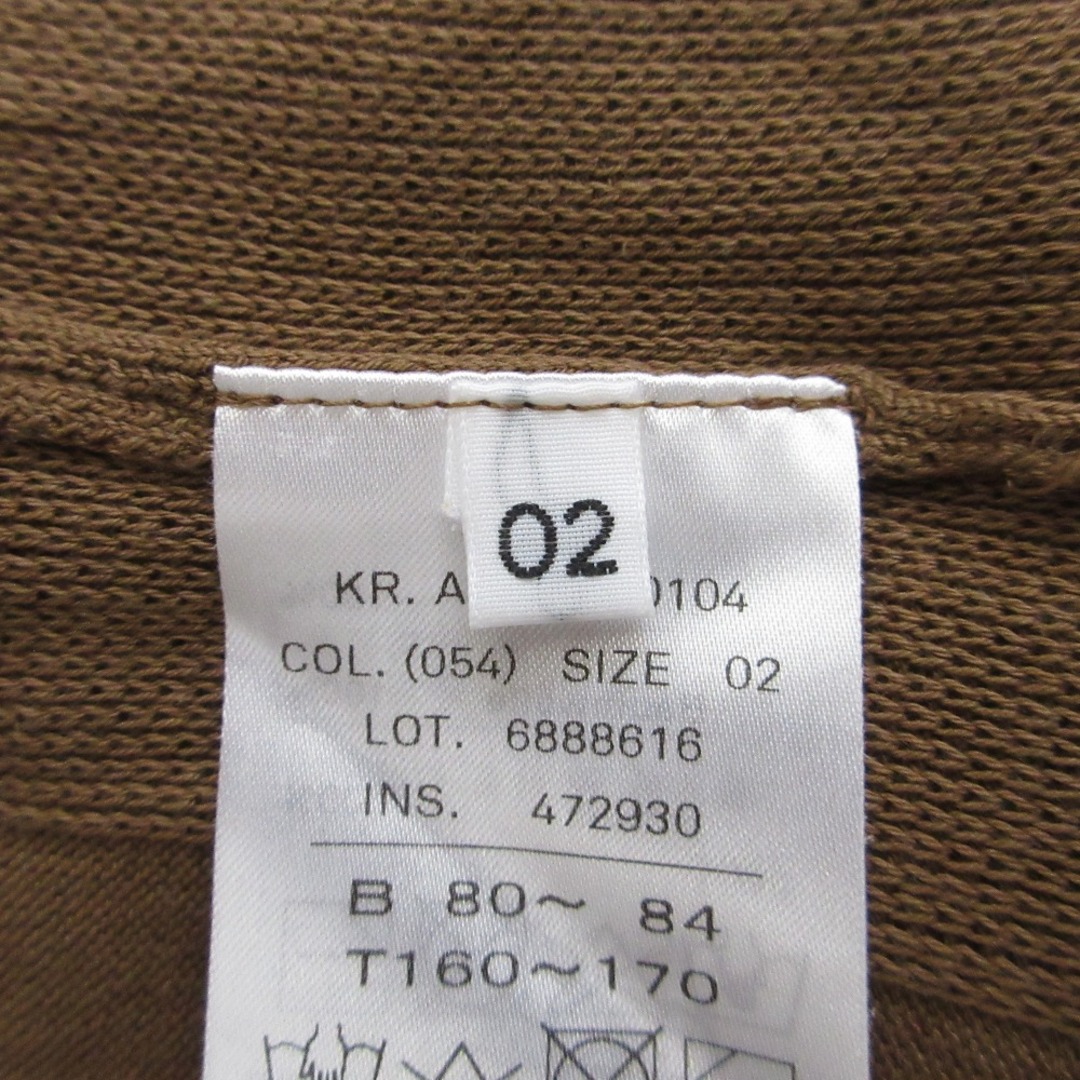 02
KR. A 0104
COL. (054) SIZE 02
LOT. 6888616
INS. 472930
B 80～ 84
T160～170